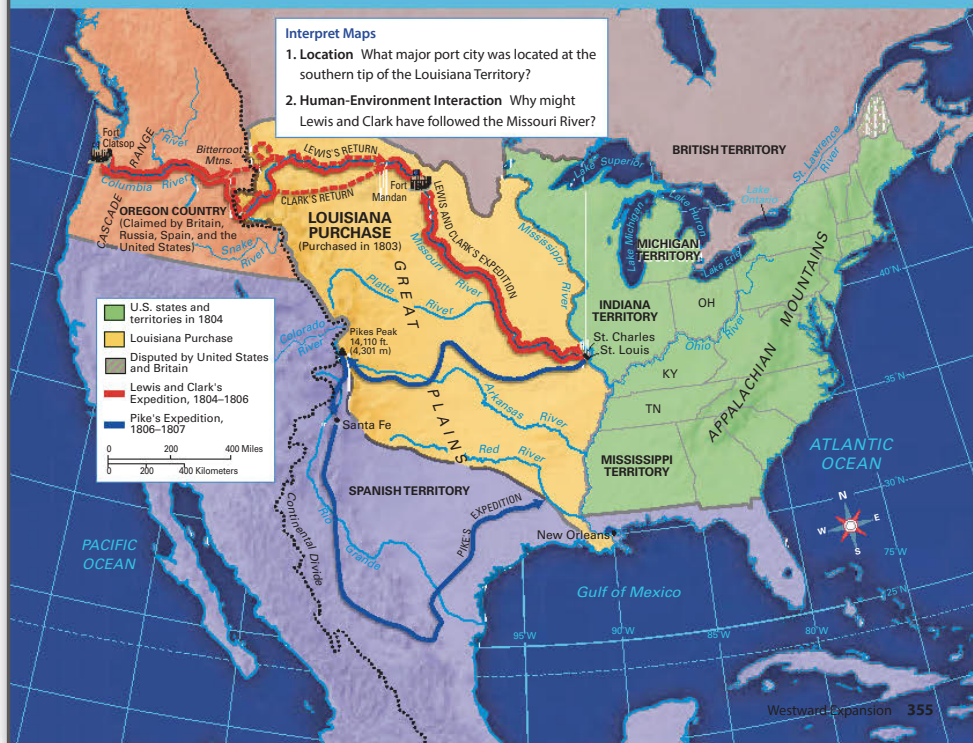 Interpret Maps
1. Location What major port city was located at the
southern tip of the Louisiana Territory?
2. Human-Environment Interaction Why might
Lewis and Clark have followed the Missouri River?
Fort
Clatsop
CASCADE RANGE
River
Columbia River
Bitterroot
Mtns.
LEWIS'S RETURN
CLARK'S RETURN
Fort
Mandan
OREGON COUNTRY
(Claimed by Britain,
Russia, Spain, and the
United States)
Snake
River
LOUISIANA
PURCHASE
(Purchased in 1803)
LEWIS AND CLARK'S EXPEDITION
Missouri River
GREAT PLAINS
Platte River
Mississippi River
BRITISH TERRITORY
Lake Superior
Lake Michigan
Lake Huron
Lake Ontario
Lake Erie
St. Lawrence River
MICHIGAN
TERRITORY
INDIANA
TERRITORY
OH
Ohio River
APPALACHIAN MOUNTAINS
St. Charles
St. Louis
KY
TN
MISSISSIPPI
TERRITORY
U.S. states and
territories in 1804
Louisiana Purchase
Disputed by United States
and Britain
Lewis and Clark's
Expedition, 1804–1806
Pike's Expedition,
1806–1807
0 200 400 Miles
0 200 400 Kilometers
Colorado
River
Pikes Peak
14,110 ft.
(4,301 m)
Santa Fe
Arkansas River
Red River
SPANISH TERRITORY
PIKE'S EXPEDITION
Continental Divide
Rio Grande
New Orleans
PACIFIC
OCEAN
Gulf of Mexico
ATLANTIC
OCEAN
N
W E
S
40°N
35°N
30°N
25°N
75°W
95°W
90°W
85°W
80°W
Westward Expansion 355